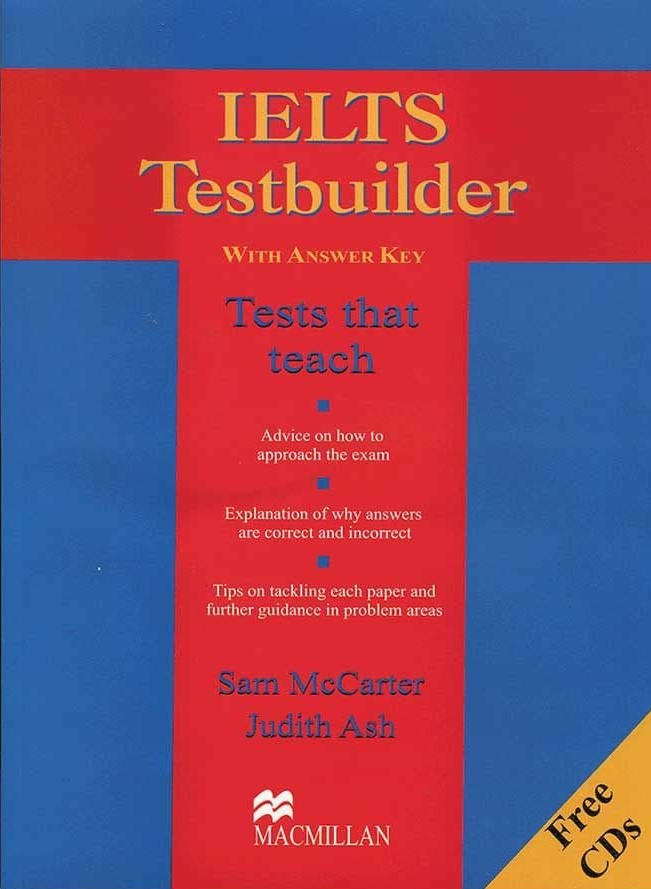 IELTS
Testbuilder
WITH ANSWER KEY
Tests that
teach
Advice on how to
approach the exam
Explanation of why answers
are correct and incorrect
Tips on tackling each paper and
further guidance in problem areas
Sam McCarter
Judith Ash
MACMILLAN
Free
CDs